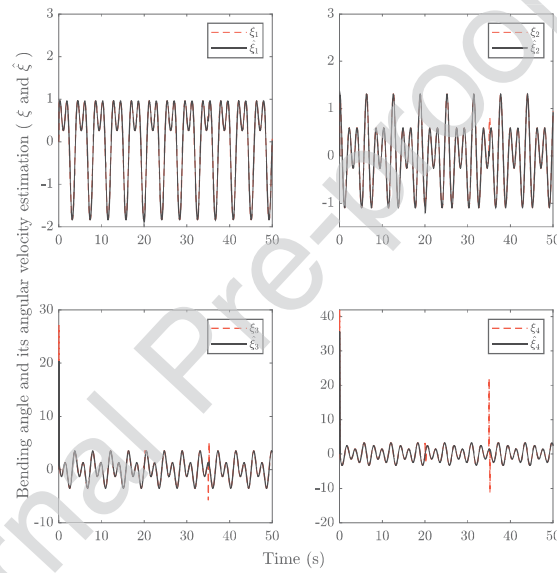 Bending angle and its angular velocity estimation ( ξ and ξ̂ )
3
2
1
0
-1
-2
0 10 20 30 40 50
ξ₁
ξ̂₁
3
2
1
0
-1
0 10 20 30 40 50
ξ₂
ξ̂₂
30
20
10
0
-10
0 10 20 30 40 50
ξ₃
ξ̂₃
40
30
20
10
0
-10
-20
0 10 20 30 40 50
ξ₄
ξ̂₄
Time (s)
rnal Pre-proof